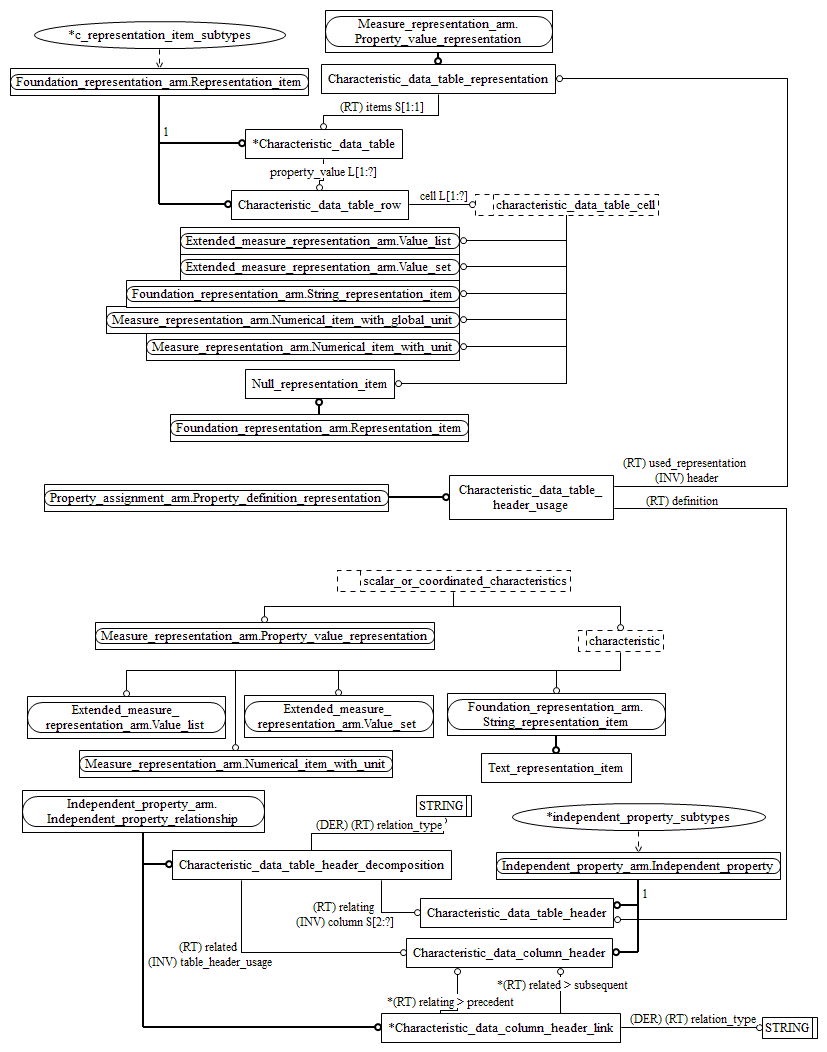 *c_representation_item_subtypes
Measure_representation_arm.
Property_value_representation
Foundation_representation_arm.Representation_item
Characteristic_data_table_representation
(RT) items S[1:1]
1
*Characteristic_data_table
property_value L[1:?]
Characteristic_data_table_row
cell L[1:?]
characteristic_data_table_cell
Extended_measure_representation_arm.Value_list
Extended_measure_representation_arm.Value_set
Foundation_representation_arm.String_representation_item
Measure_representation_arm.Numerical_item_with_global_unit
Measure_representation_arm.Numerical_item_with_unit
Null_representation_item
Foundation_representation_arm.Representation_item
(RT) used_representation
(INV) header
Property_assignment_arm.Property_definition_representation
Characteristic_data_table_
header_usage
(RT) definition
scalar_or_coordinated_characteristics
Measure_representation_arm.Property_value_representation
characteristic
Extended_measure_
representation_arm.Value_list
Extended_measure_
representation_arm.Value_set
Foundation_representation_arm.
String_representation_item
Measure_representation_arm.Numerical_item_with_unit
Text_representation_item
Independent_property_arm.
Independent_property_relationship
STRING
(DER) (RT) relation_type
*independent_property_subtypes
Characteristic_data_table_header_decomposition
Independent_property_arm.Independent_property
1
(RT) relating
(INV) column S[2:?]
Characteristic_data_table_header
(RT) related
(INV) table_header_usage
Characteristic_data_column_header
*(RT) related > subsequent
*(RT) relating > precedent
*Characteristic_data_column_header_link
(DER) (RT) relation_type
STRING